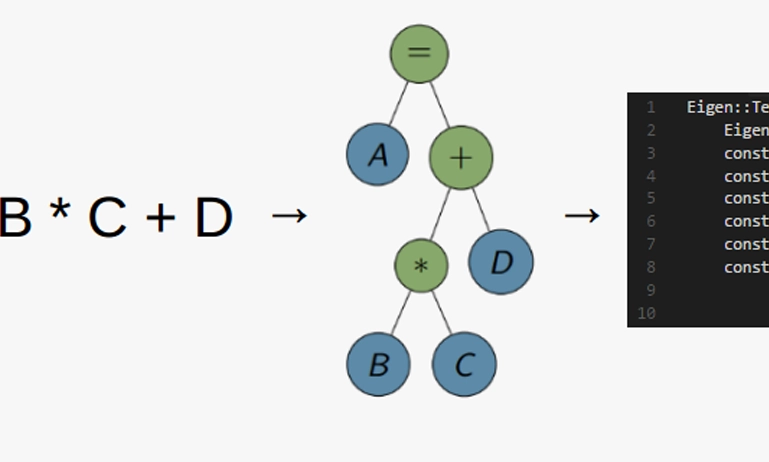 B * C + D → →
=
A +
* D
B C
1 Eigen::Te
2 Eigen
3 const
4 const
5 const
6 const
7 const
8 const
9
10